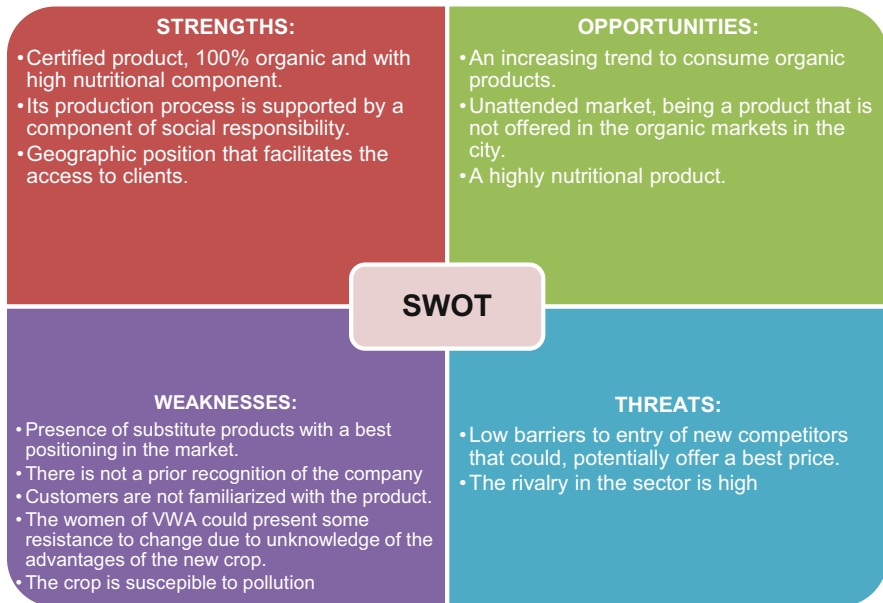 STRENGTHS:
•Certified product, 100% organic and with
high nutritional component.
•Its production process is supported by a
component of social responsibility.
•Geographic position that facilitates the
access to clients.
OPPORTUNITIES:
•An increasing trend to consume organic
products.
•Unattended market, being a product that is
not offered in the organic markets in the
city.
•A highly nutritional product.
SWOT
WEAKNESSES:
•Presence of substitute products with a best
positioning in the market.
•There is not a prior recognition of the company
•Customers are not familiarized with the product.
•The women of VWA could present some
resistance to change due to unknowledge of the
advantages of the new crop.
•The crop is suscepible to pollution
THREATS:
•Low barriers to entry of new competitors
that could, potentially offer a best price.
•The rivalry in the sector is high